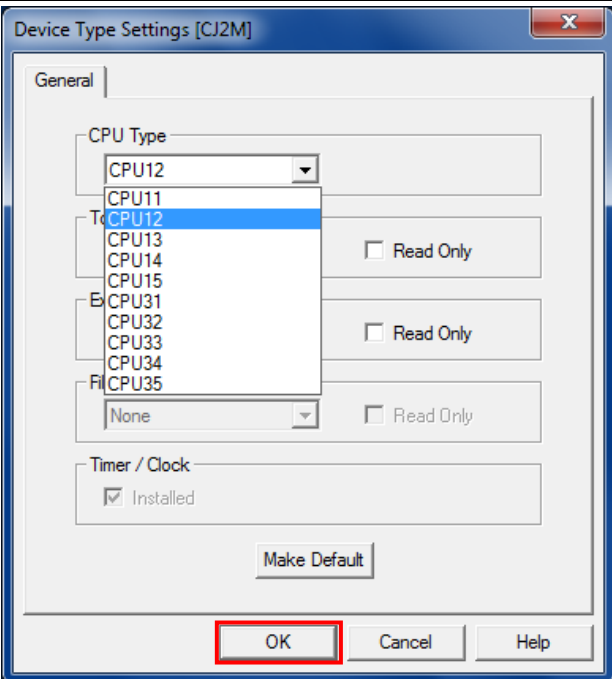 Device Type Settings [CJ2M]
General
CPU Type
CPU12
CPU11
CPU12
CPU13
CPU14
CPU15
CPU31
CPU32
CPU33
CPU34
CPU35
Read Only
Read Only
None
Read Only
Timer / Clock
Installed
Make Default
OK
Cancel
Help